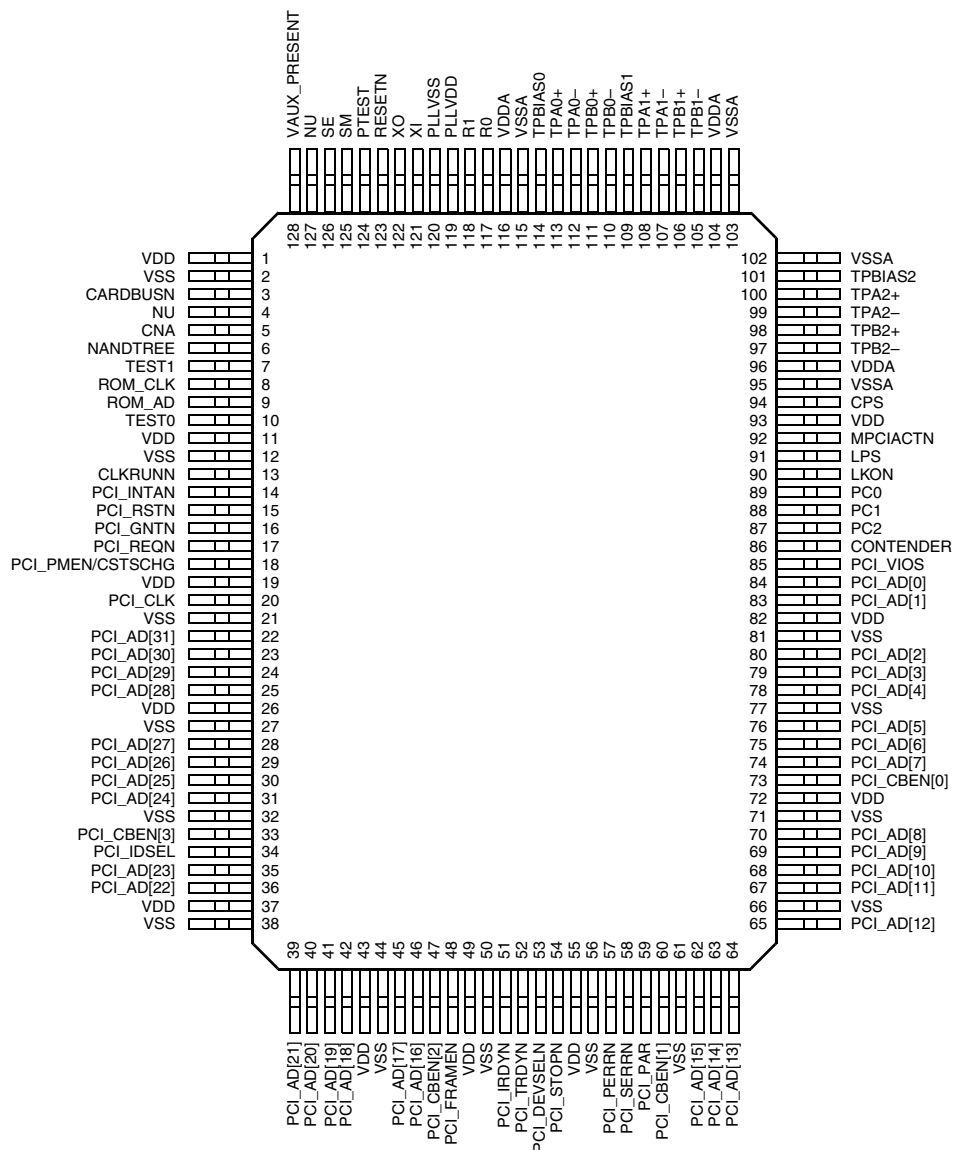 VAUX_PRESENT
NU
SE
SM
PTEST
RESETN
XO
XI
PLLVSS
PLLVDD
R1
R0
VDDA
VSSA
TPBIAS0
TPA0+
TPA0–
TPB0+
TPB0–
TPBIAS1
TPA1+
TPA1–
TPB1+
TPB1–
VDDA
VSSA
128
127
126
125
124
123
122
121
120
119
118
117
116
115
114
113
112
111
110
109
108
107
106
105
104
103
VDD 1
VSS 2
CARDBUSN 3
NU 4
CNA 5
NANDTREE 6
TEST1 7
ROM_CLK 8
ROM_AD 9
TEST0 10
VDD 11
VSS 12
CLKRUNN 13
PCI_INTAN 14
PCI_RSTN 15
PCI_GNTN 16
PCI_REQN 17
PCI_PMEN/CSTSCHG 18
VDD 19
PCI_CLK 20
VSS 21
PCI_AD[31] 22
PCI_AD[30] 23
PCI_AD[29] 24
PCI_AD[28] 25
VDD 26
VSS 27
PCI_AD[27] 28
PCI_AD[26] 29
PCI_AD[25] 30
PCI_AD[24] 31
VSS 32
PCI_CBEN[3] 33
PCI_IDSEL 34
PCI_AD[23] 35
PCI_AD[22] 36
VDD 37
VSS 38
102 VSSA
101 TPBIAS2
100 TPA2+
99 TPA2–
98 TPB2+
97 TPB2–
96 VDDA
95 VSSA
94 CPS
93 VDD
92 MPCIACTN
91 LPS
90 LKON
89 PC0
88 PC1
87 PC2
86 CONTENDER
85 PCI_VIOS
84 PCI_AD[0]
83 PCI_AD[1]
82 VDD
81 VSS
80 PCI_AD[2]
79 PCI_AD[3]
78 PCI_AD[4]
77 VSS
76 PCI_AD[5]
75 PCI_AD[6]
74 PCI_AD[7]
73 PCI_CBEN[0]
72 VDD
71 VSS
70 PCI_AD[8]
69 PCI_AD[9]
68 PCI_AD[10]
67 PCI_AD[11]
66 VSS
65 PCI_AD[12]
39
40
41
42
43
44
45
46
47
48
49
50
51
52
53
54
55
56
57
58
59
60
61
62
63
64
PCI_AD[21]
PCI_AD[20]
PCI_AD[19]
PCI_AD[18]
VDD
VSS
PCI_AD[17]
PCI_AD[16]
PCI_CBEN[2]
PCI_FRAMEN
VDD
VSS
PCI_IRDYN
PCI_TRDYN
PCI_DEVSELN
PCI_STOPN
VDD
VSS
PCI_PERRN
PCI_SERRN
PCI_PAR
PCI_CBEN[1]
VSS
PCI_AD[15]
PCI_AD[14]
PCI_AD[13]